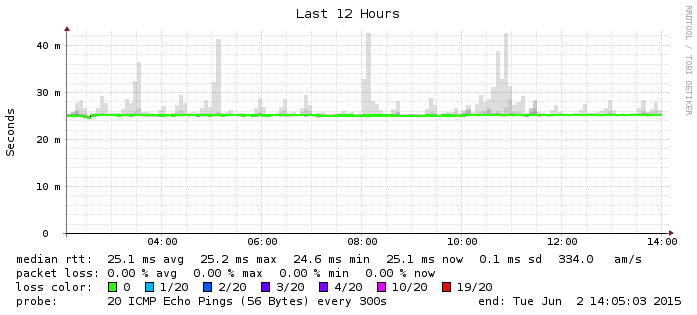 Last 12 Hours
RRDTOOL / TOBI OETIKER
Seconds
40 m
30 m
20 m
10 m
0
04:00 06:00 08:00 10:00 12:00 14:00
median rtt: 25.1 ms avg 25.2 ms max 24.6 ms min 25.1 ms now 0.1 ms sd 334.0 am/s
packet loss: 0.00 % avg 0.00 % max 0.00 % min 0.00 % now
loss color: 0 1/20 2/20 3/20 4/20 10/20 19/20
probe: 20 ICMP Echo Pings (56 Bytes) every 300s end: Tue Jun 2 14:05:03 2015